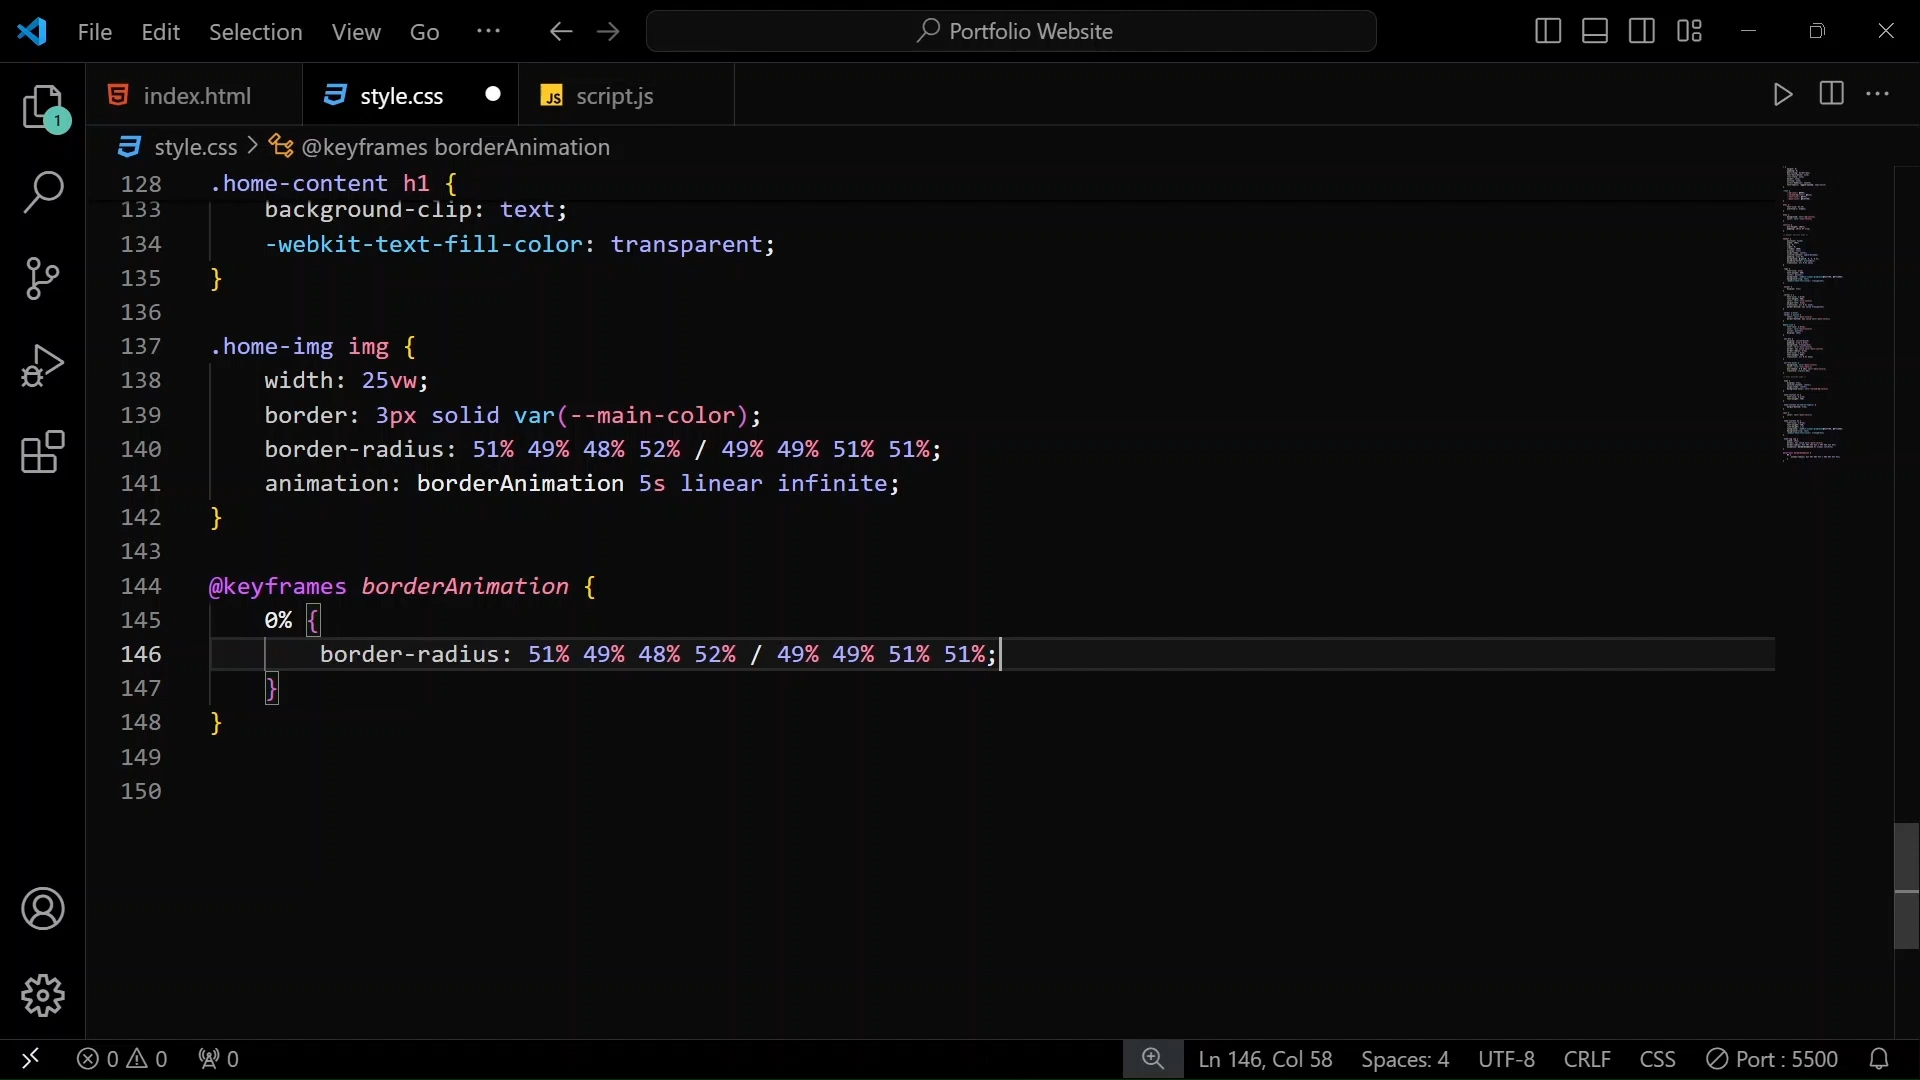 File Edit Selection View Go ··· Portfolio Website
index.html style.css script.js
1
style.css > @keyframes borderAnimation
128 .home-content h1 {
133 background-clip: text;
134 -webkit-text-fill-color: transparent;
135 }
136
137 .home-img img {
138 width: 25vw;
139 border: 3px solid var(--main-color);
140 border-radius: 51% 49% 48% 52% / 49% 49% 51% 51%;
141 animation: borderAnimation 5s linear infinite;
142 }
143
144 @keyframes borderAnimation {
145 0% {
146 border-radius: 51% 49% 48% 52% / 49% 49% 51% 51%;
147 }
148 }
149
150
0 0 0 Ln 146, Col 58 Spaces: 4 UTF-8 CRLF CSS Port : 5500